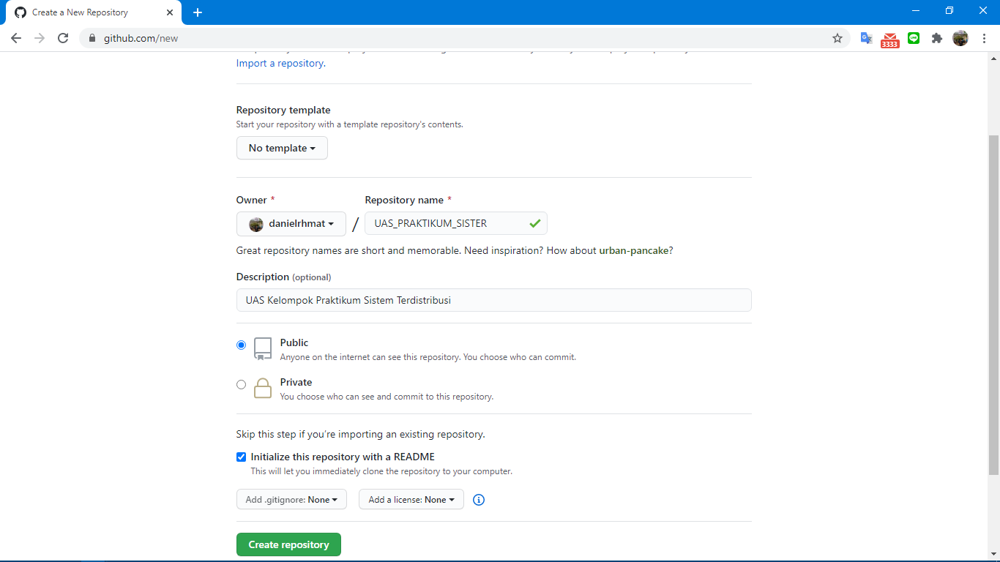 Create a New Repository
github.com/new
3333
LINE
Import a repository.
Repository template
Start your repository with a template repository's contents.
No template
Owner *
Repository name *
danielrhmat
/
UAS_PRAKTIKUM_SISTER
Great repository names are short and memorable. Need inspiration? How about urban-pancake?
Description (optional)
UAS Kelompok Praktikum Sistem Terdistribusi
Public
Anyone on the internet can see this repository. You choose who can commit.
Private
You choose who can see and commit to this repository.
Skip this step if you're importing an existing repository.
Initialize this repository with a README
This will let you immediately clone the repository to your computer.
Add .gitignore: None
Add a license: None
Create repository